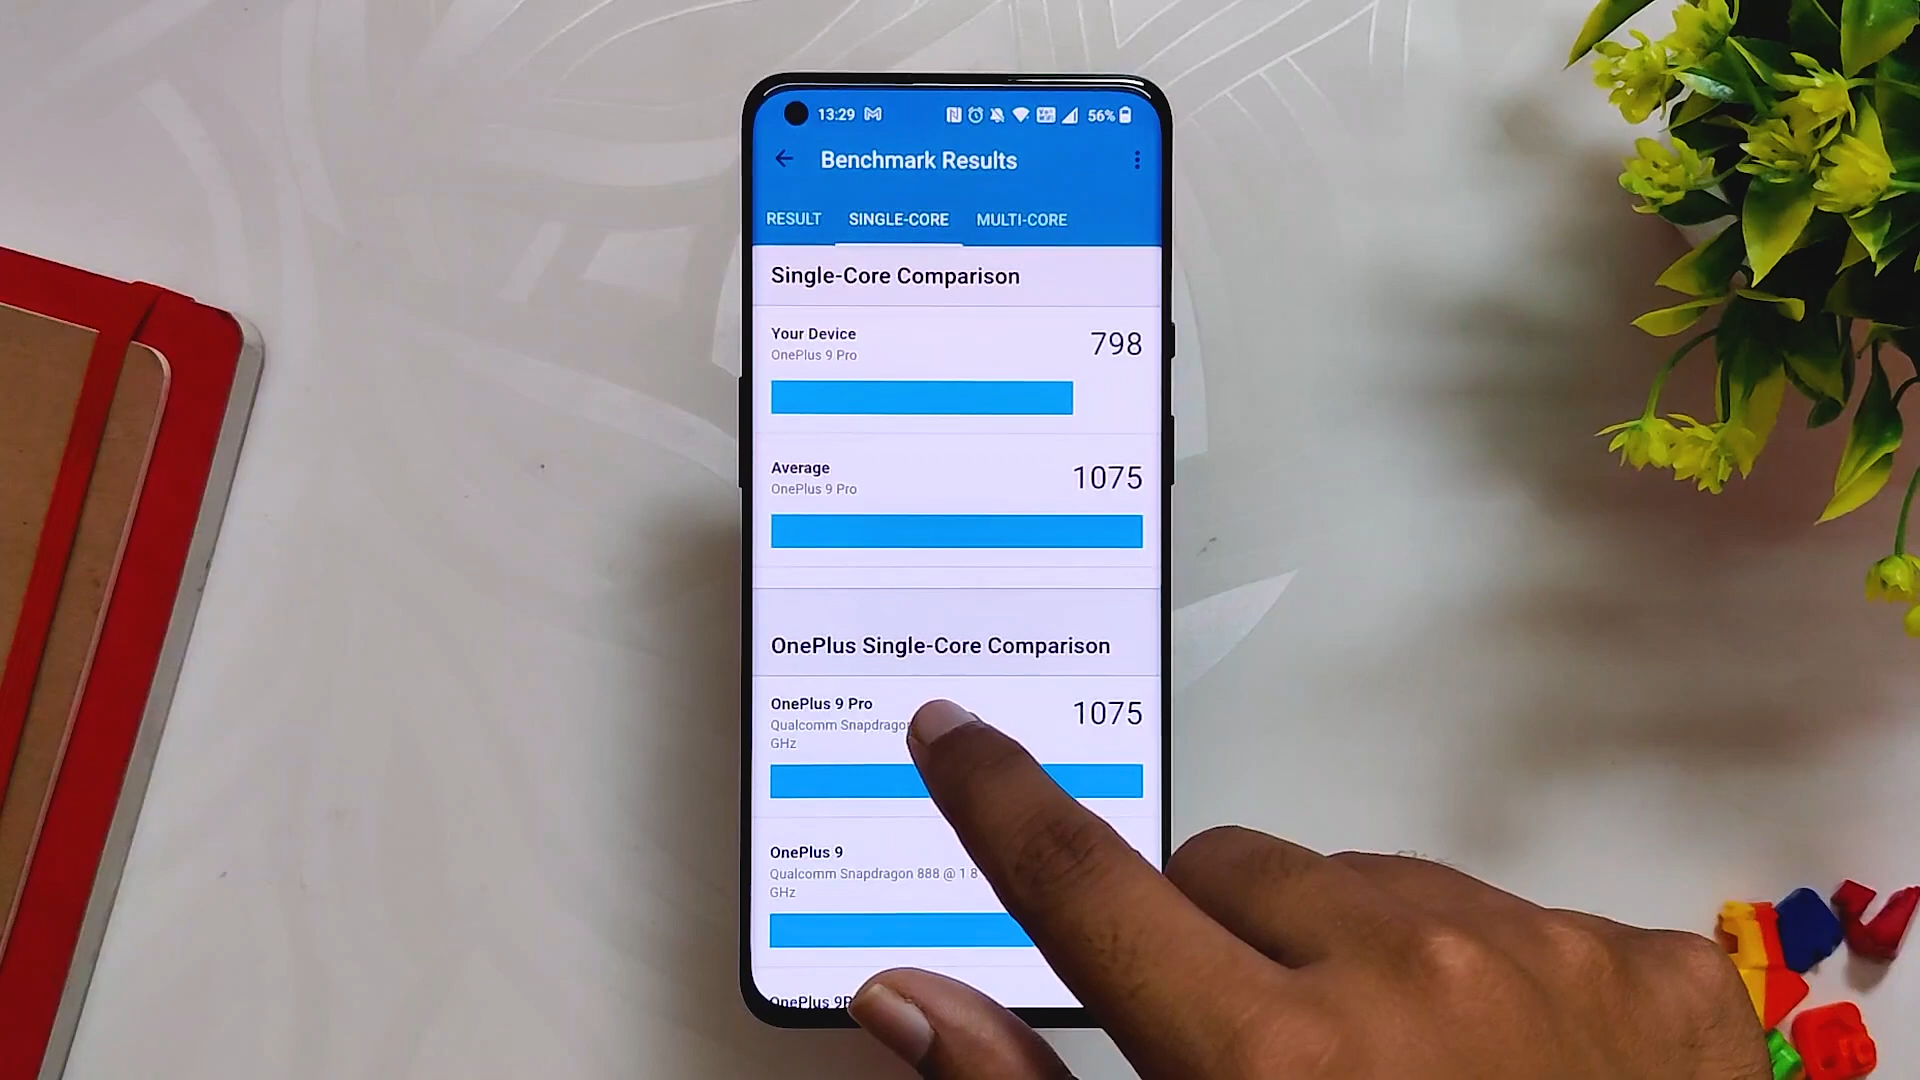 13:29 56%
Benchmark Results
RESULT SINGLE-CORE MULTI-CORE
Single-Core Comparison
Your Device
OnePlus 9 Pro
798
Average
OnePlus 9 Pro
1075
OnePlus Single-Core Comparison
OnePlus 9 Pro
Qualcomm
GHz
1075
OnePlus 9
Qualcomm Snapdragon 888 @ 1.8
GHz
OnePlus